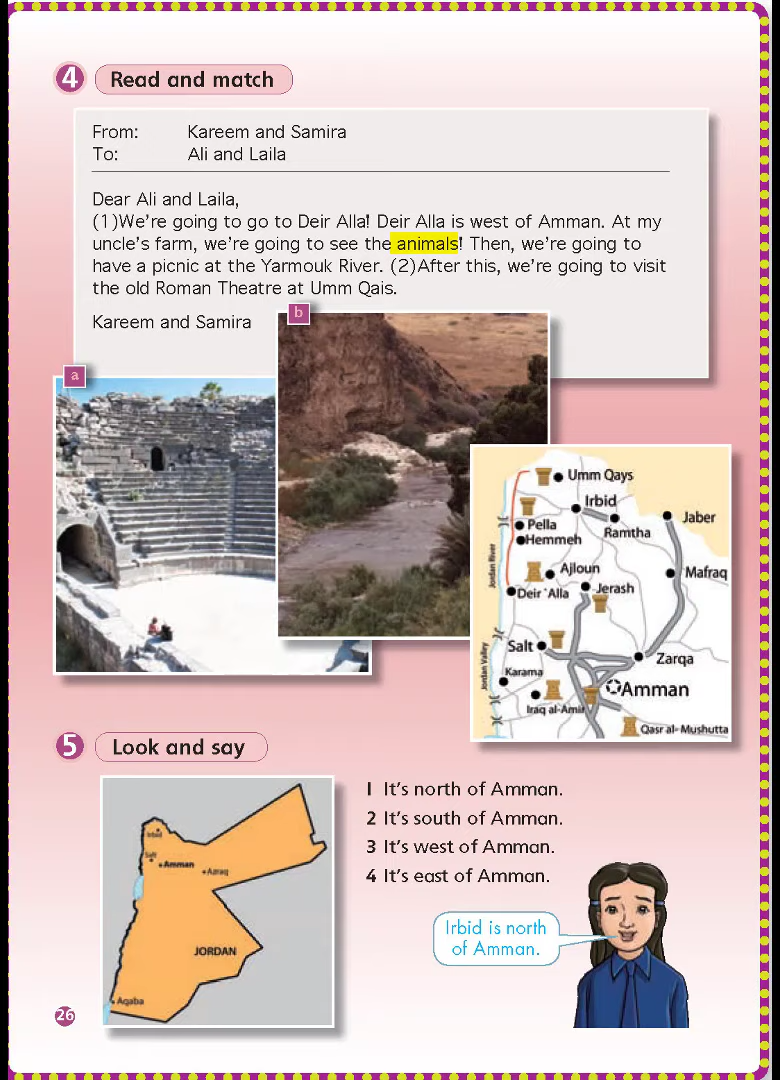 4 Read and match
From: Kareem and Samira
To: Ali and Laila
Dear Ali and Laila,
(1)We're going to go to Deir Alla! Deir Alla is west of Amman. At my
uncle's farm, we're going to see the animals! Then, we're going to
have a picnic at the Yarmouk River. (2)After this, we're going to visit
the old Roman Theatre at Umm Qais.
Kareem and Samira
b
a
Umm Qays
Irbid
Jaber
Pella
Ramtha
Hemmeh
Jordan River
Ajloun
Mafraq
Deir 'Alla
Jerash
Salt
Zarqa
Jordan Valley
Karama
Amman
Iraq al-Amir
Qasr al-Mushutta
5 Look and say
1 It's north of Amman.
2 It's south of Amman.
3 It's west of Amman.
4 It's east of Amman.
Irbid
Salt
Amman
Azraq
JORDAN
Aqaba
Irbid is north
of Amman.
26